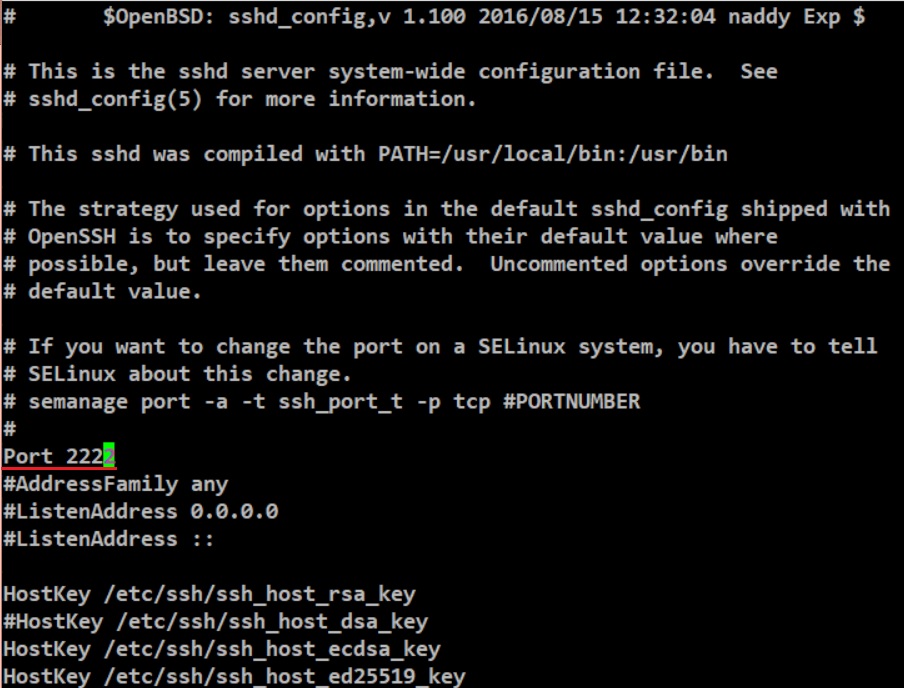 #       $OpenBSD: sshd_config,v 1.100 2016/08/15 12:32:04 naddy Exp $
# This is the sshd server system-wide configuration file.  See
# sshd_config(5) for more information.
# This sshd was compiled with PATH=/usr/local/bin:/usr/bin
# The strategy used for options in the default sshd_config shipped with
# OpenSSH is to specify options with their default value where
# possible, but leave them commented.  Uncommented options override the
# default value.
# If you want to change the port on a SELinux system, you have to tell
# SELinux about this change.
# semanage port -a -t ssh_port_t -p tcp #PORTNUMBER
#
Port 2222
#AddressFamily any
#ListenAddress 0.0.0.0
#ListenAddress ::
HostKey /etc/ssh/ssh_host_rsa_key
#HostKey /etc/ssh/ssh_host_dsa_key
HostKey /etc/ssh/ssh_host_ecdsa_key
HostKey /etc/ssh/ssh_host_ed25519_key